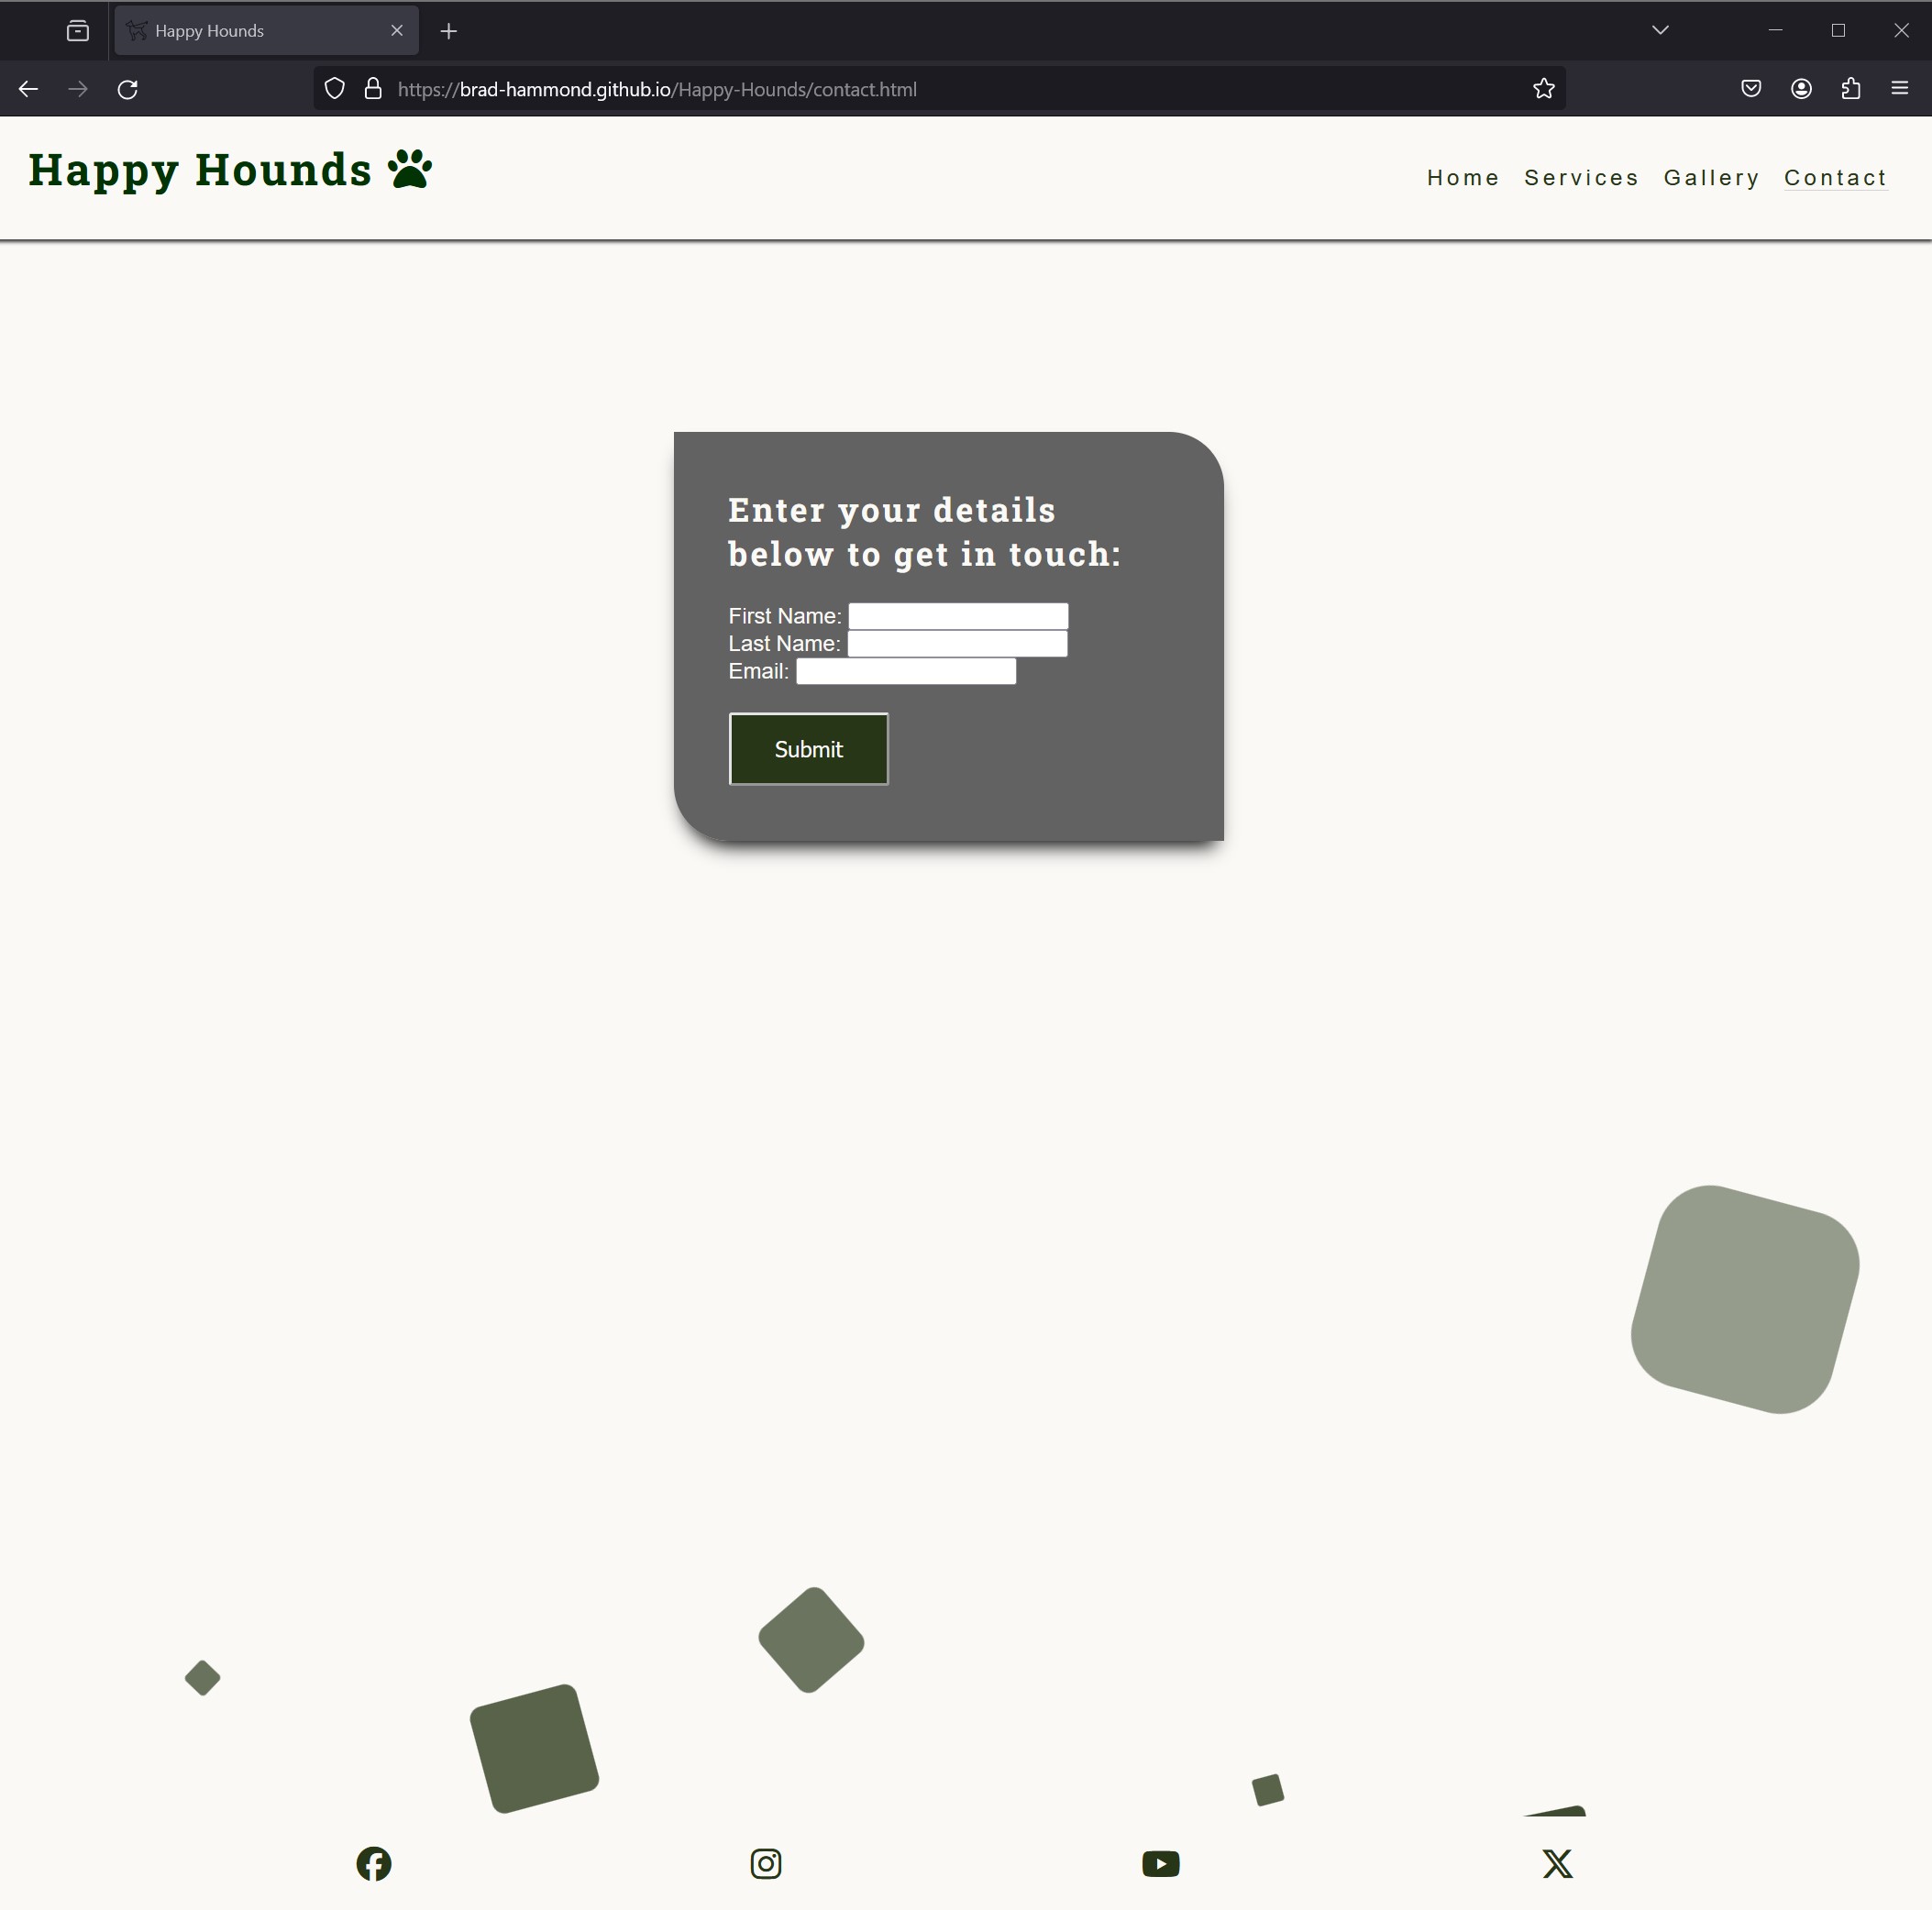 Happy Hounds
https://brad-hammond.github.io/Happy-Hounds/contact.html
Happy Hounds
Home Services Gallery Contact
Enter your details
below to get in touch:
First Name:
Last Name:
Email:
Submit